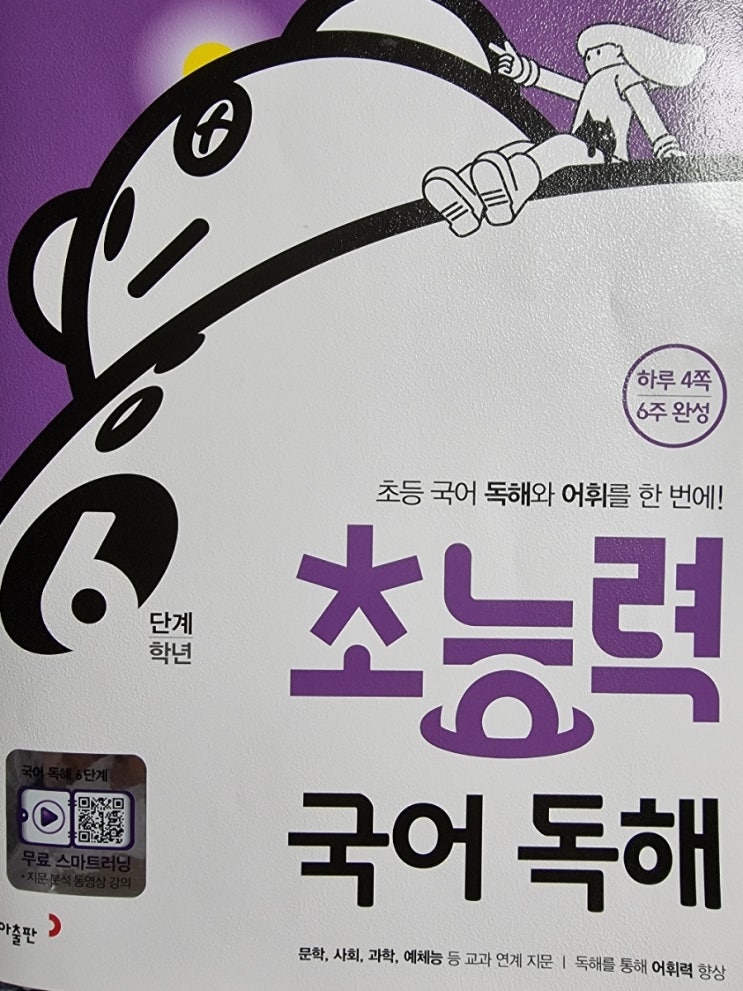 하루 4쪽
6주 완성
초등 국어 독해와 어휘를 한 번에!
초능력
국어 독해
6
단계
학년
국어 독해 6단계
무료 스마트러닝
• 지문 분석 동영상 강의
아출판
문학, 사회, 과학, 예체능 등 교과 연계 지문 | 독해를 통해 어휘력 향상